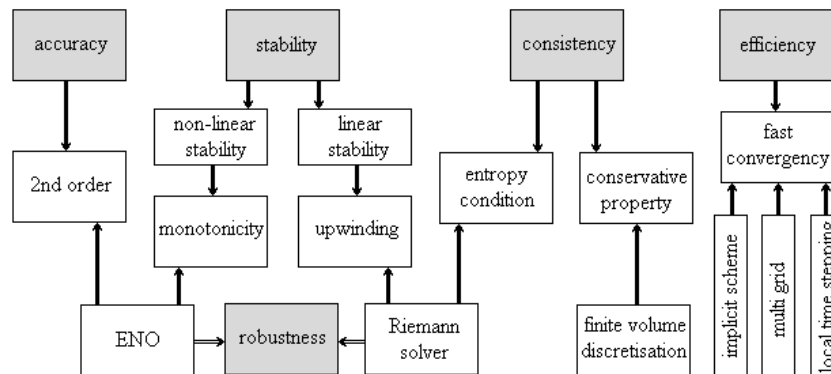 accuracy
stability
consistency
efficiency
non-linear
stability
linear
stability
fast
convergency
2nd order
entropy
condition
conservative
property
monotonicity
upwinding
implicit scheme
multi grid
local time stepping
ENO
robustness
Riemann
solver
finite volume
discretisation